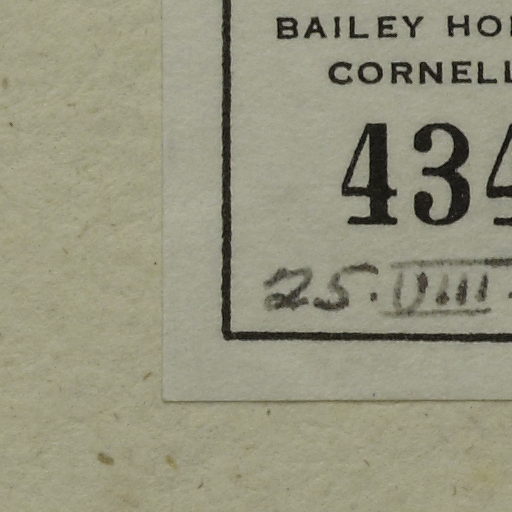 BAILEY HO
CORNELL
434
25. VIII.